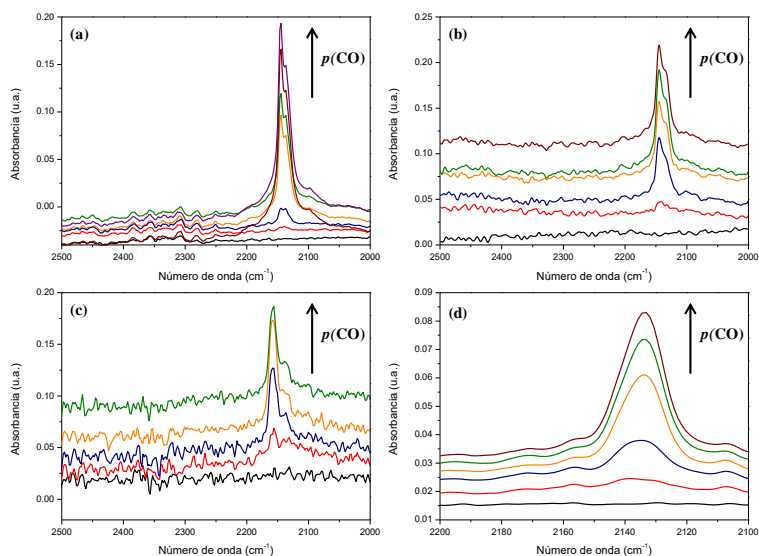 (a)
p(CO)
Absorbancia (u.a.)
0.20
0.15
0.10
0.05
0.00
2500 2400 2300 2200 2100 2000
Número de onda (cm⁻¹)
(b)
p(CO)
Absorbancia (u.a.)
0.25
0.20
0.15
0.10
0.05
0.00
2500 2400 2300 2200 2100 2000
Número de onda (cm⁻¹)
(c)
p(CO)
Absorbancia (u.a.)
0.20
0.15
0.10
0.05
0.00
2500 2400 2300 2200 2100 2000
Número de onda (cm⁻¹)
(d)
p(CO)
Absorbancia (u.a.)
0.09
0.08
0.07
0.06
0.05
0.04
0.03
0.02
0.01
2200 2180 2160 2140 2120 2100
Número de onda (cm⁻¹)